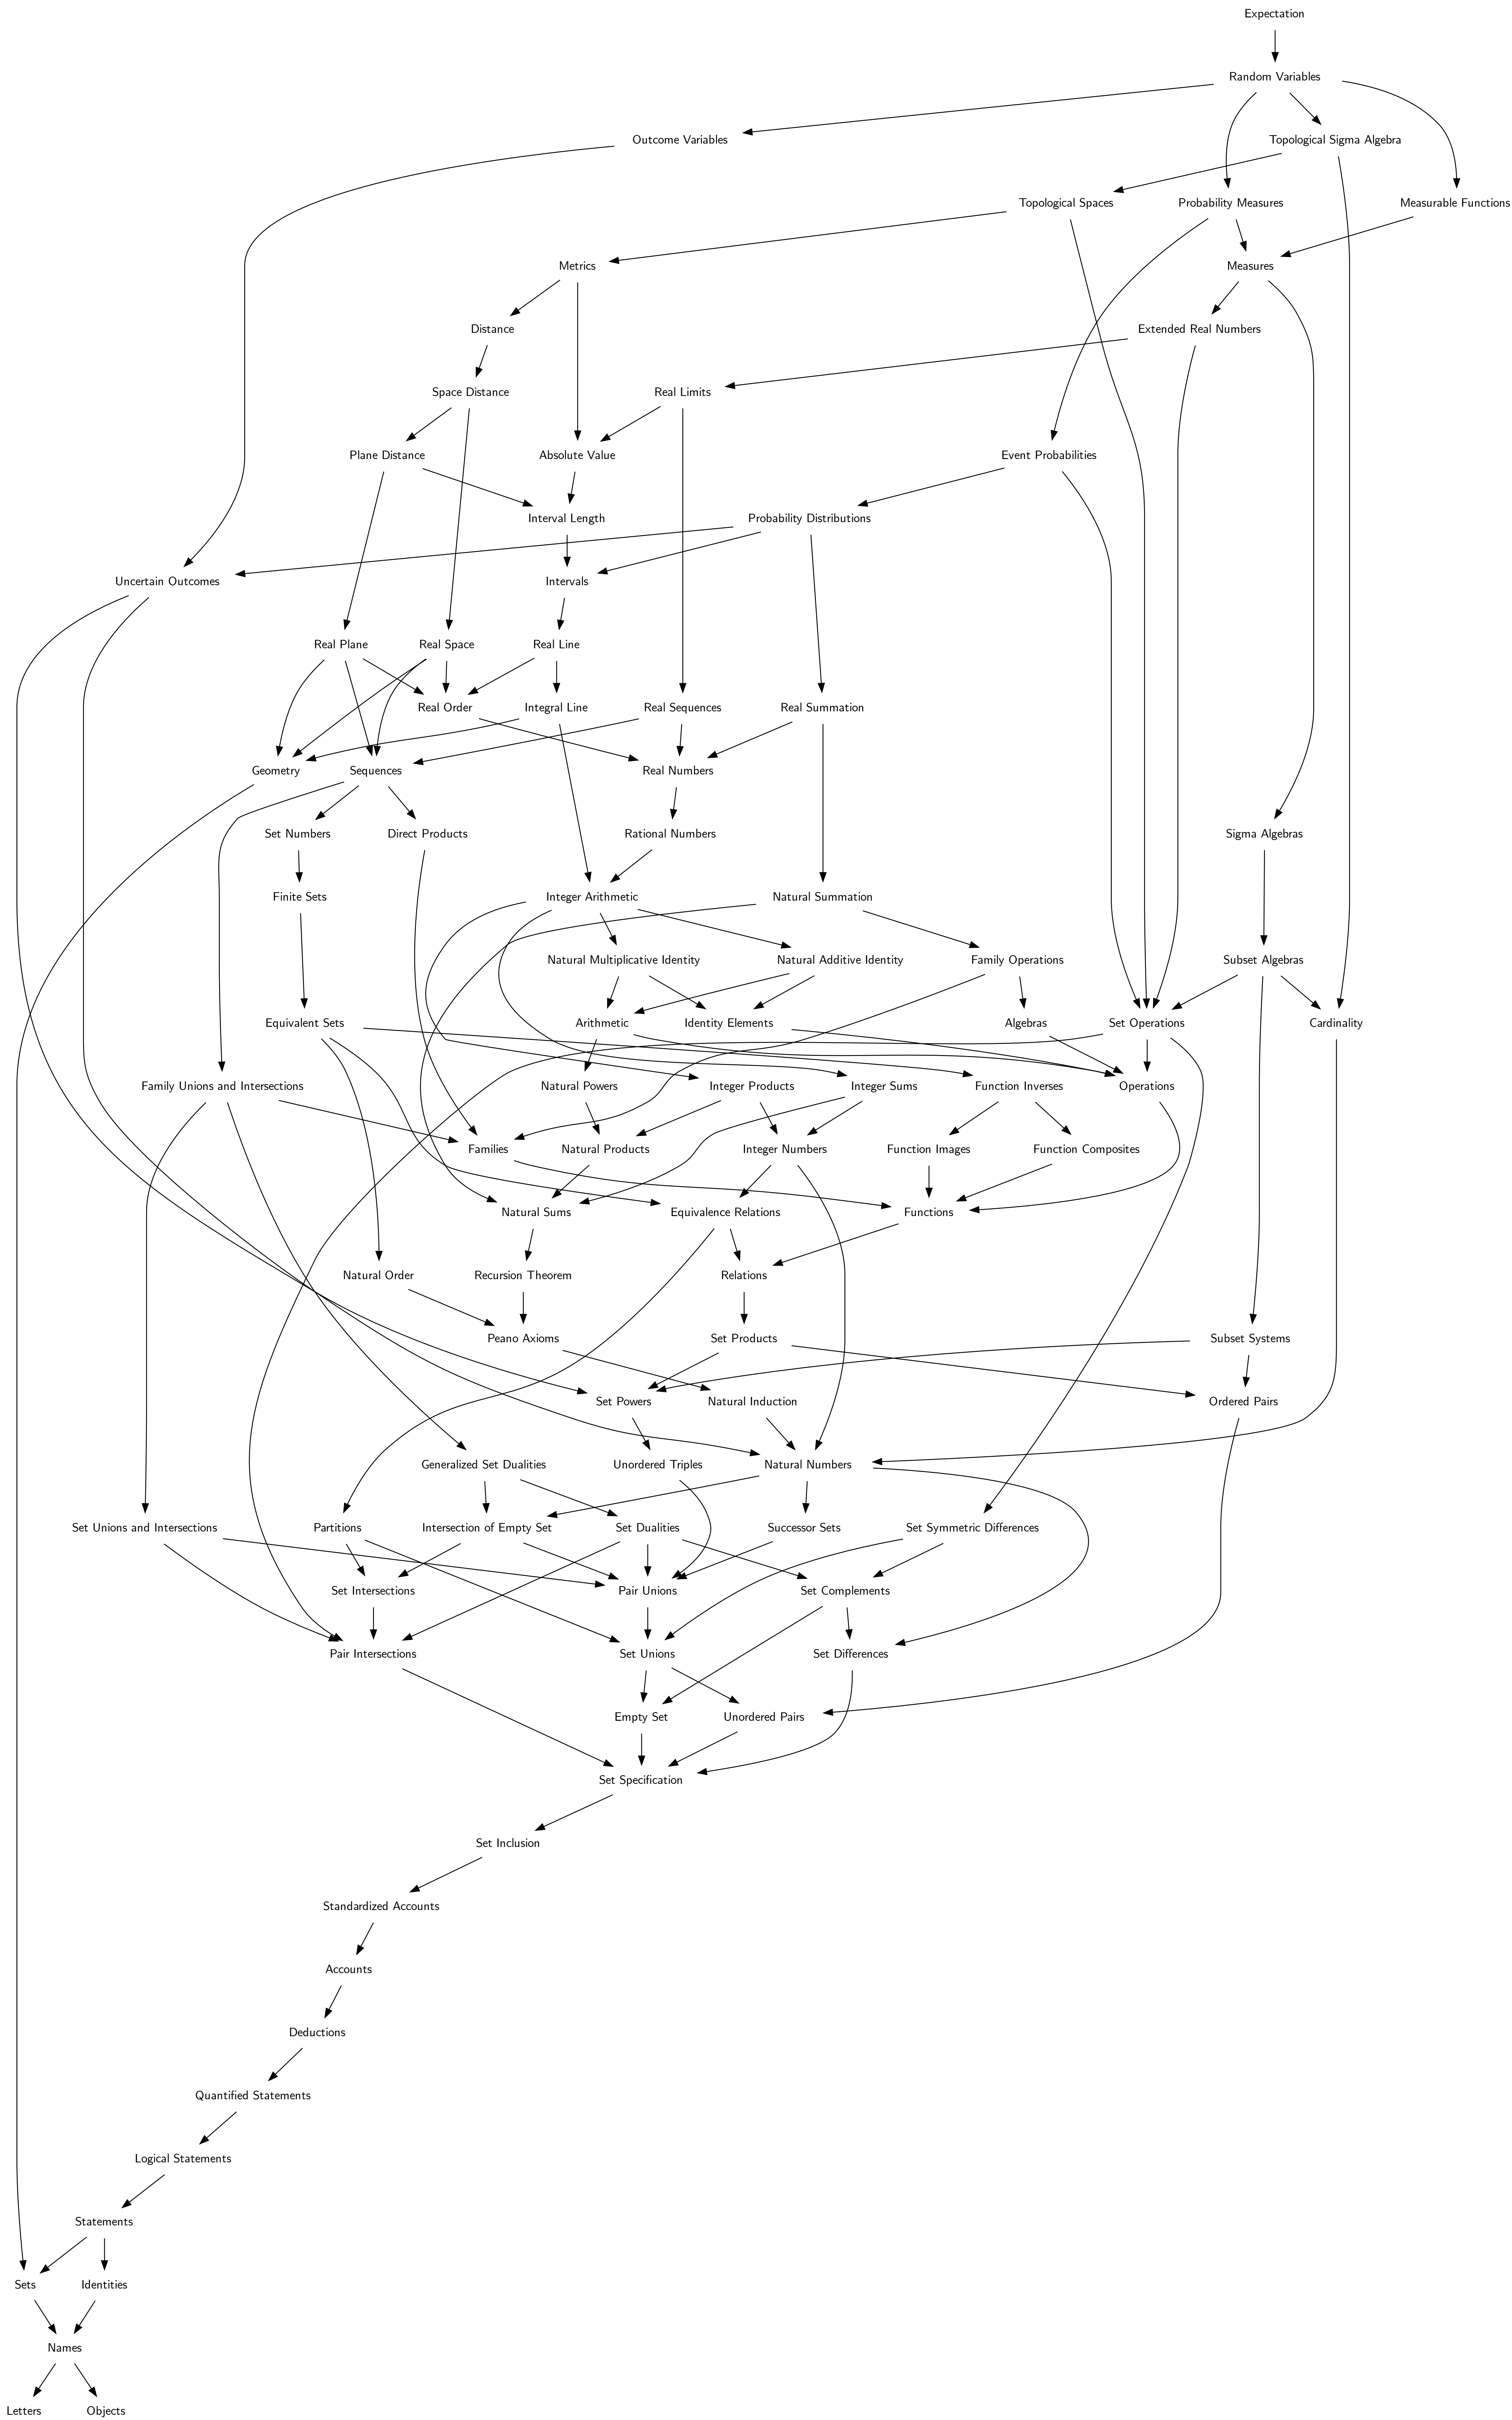 Expectation
Random Variables
Outcome Variables
Topological Sigma Algebra
Topological Spaces
Probability Measures
Measurable Functions
Metrics
Measures
Distance
Extended Real Numbers
Space Distance
Real Limits
Plane Distance
Absolute Value
Event Probabilities
Interval Length
Probability Distributions
Uncertain Outcomes
Intervals
Real Plane
Real Space
Real Line
Real Order
Integral Line
Real Sequences
Real Summation
Geometry
Sequences
Real Numbers
Set Numbers
Direct Products
Rational Numbers
Sigma Algebras
Finite Sets
Integer Arithmetic
Natural Summation
Natural Multiplicative Identity
Natural Additive Identity
Family Operations
Subset Algebras
Equivalent Sets
Arithmetic
Identity Elements
Algebras
Set Operations
Cardinality
Family Unions and Intersections
Natural Powers
Integer Products
Integer Sums
Function Inverses
Operations
Families
Natural Products
Integer Numbers
Function Images
Function Composites
Natural Sums
Equivalence Relations
Functions
Natural Order
Recursion Theorem
Relations
Peano Axioms
Set Products
Subset Systems
Set Powers
Natural Induction
Ordered Pairs
Generalized Set Dualities
Unordered Triples
Natural Numbers
Set Unions and Intersections
Partitions
Intersection of Empty Set
Set Dualities
Successor Sets
Set Symmetric Differences
Set Intersections
Pair Unions
Set Complements
Pair Intersections
Set Unions
Set Differences
Empty Set
Unordered Pairs
Set Specification
Set Inclusion
Standardized Accounts
Accounts
Deductions
Quantified Statements
Logical Statements
Statements
Sets
Identities
Names
Letters
Objects